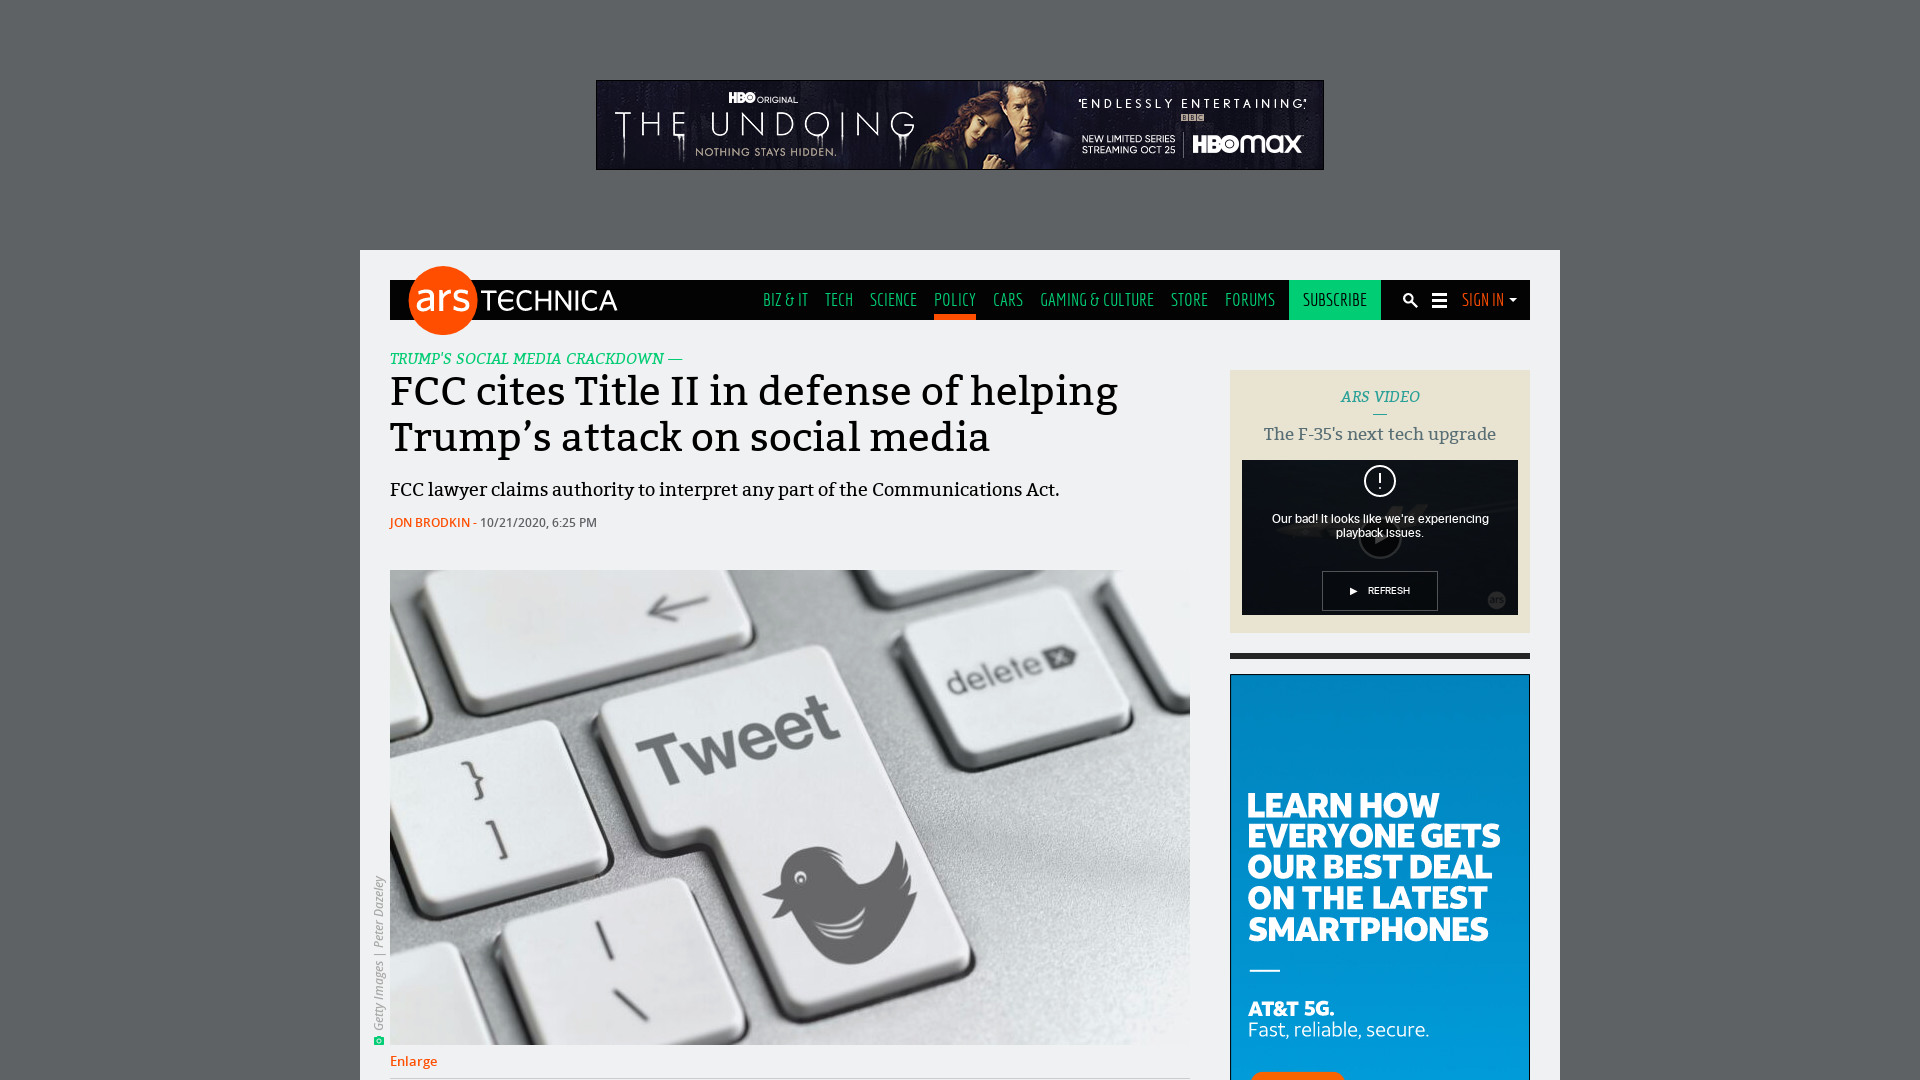 HBO ORIGINAL
THE UNDOING
NOTHING STAYS HIDDEN.
"ENDLESSLY ENTERTAINING"
BBC
NEW LIMITED SERIES
STREAMING OCT 25
HBOMAX
ars TECHNICA
BIZ & IT TECH SCIENCE POLICY CARS GAMING & CULTURE STORE FORUMS SUBSCRIBE SIGN IN
TRUMP'S SOCIAL MEDIA CRACKDOWN —
FCC cites Title II in defense of helping
Trump’s attack on social media
FCC lawyer claims authority to interpret any part of the Communications Act.
JON BRODKIN - 10/21/2020, 6:25 PM
delete
Tweet
}
]
|
\
Getty Images | Peter Dazeley
Enlarge
ARS VIDEO
—
The F-35's next tech upgrade
Our bad! It looks like we're experiencing
playback issues.
REFRESH
ars
LEARN HOW
EVERYONE GETS
OUR BEST DEAL
ON THE LATEST
SMARTPHONES
AT&T 5G.
Fast, reliable, secure.